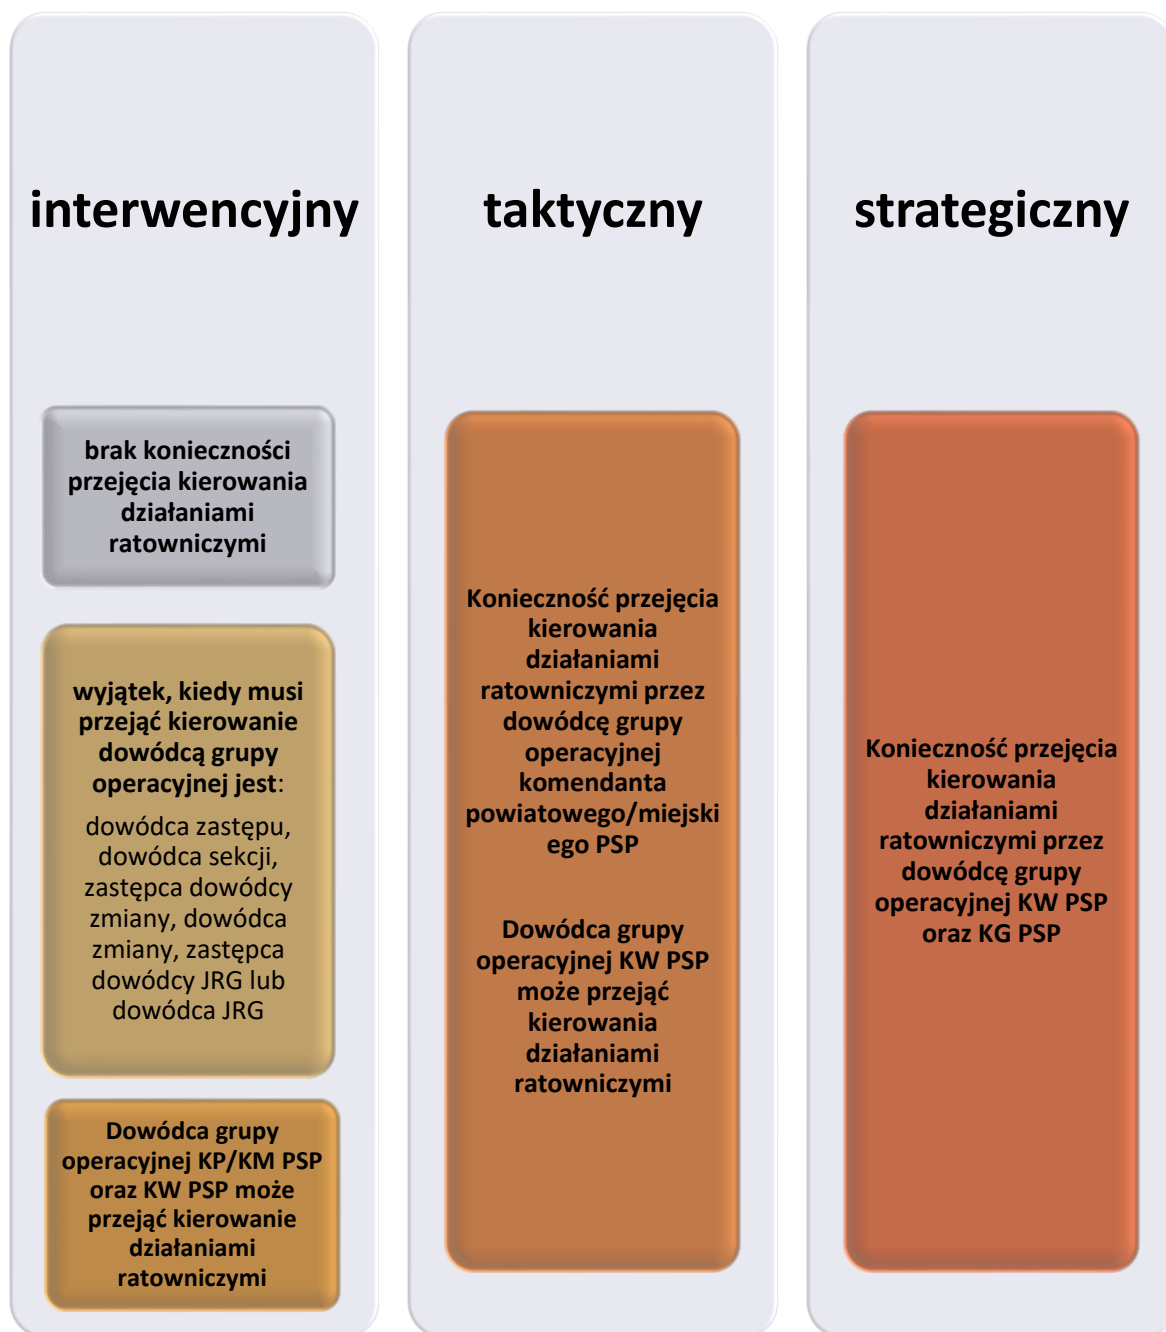 interwencyjny
brak konieczności
przejęcia kierowania
działaniami
ratowniczymi
wyjątek, kiedy musi
przejąć kierowanie
dowódcą grupy
operacyjnej jest:
dowódca zastępu,
dowódca sekcji,
zastępca dowódcy
zmiany, dowódca
zmiany, zastępca
dowódcy JRG lub
dowódca JRG
Dowódca grupy
operacyjnej KP/KM PSP
oraz KW PSP może
przejąć kierowanie
działaniami
ratowniczymi
taktyczny
Konieczność przejęcia
kierowania
działaniami
ratowniczymi przez
dowódcę grupy
operacyjnej
komendanta
powiatowego/miejski
ego PSP
Dowódca grupy
operacyjnej KW PSP
może przejąć
kierowania
działaniami
ratowniczymi
strategiczny
Konieczność przejęcia
kierowania
działaniami
ratowniczymi przez
dowódcę grupy
operacyjnej KW PSP
oraz KG PSP